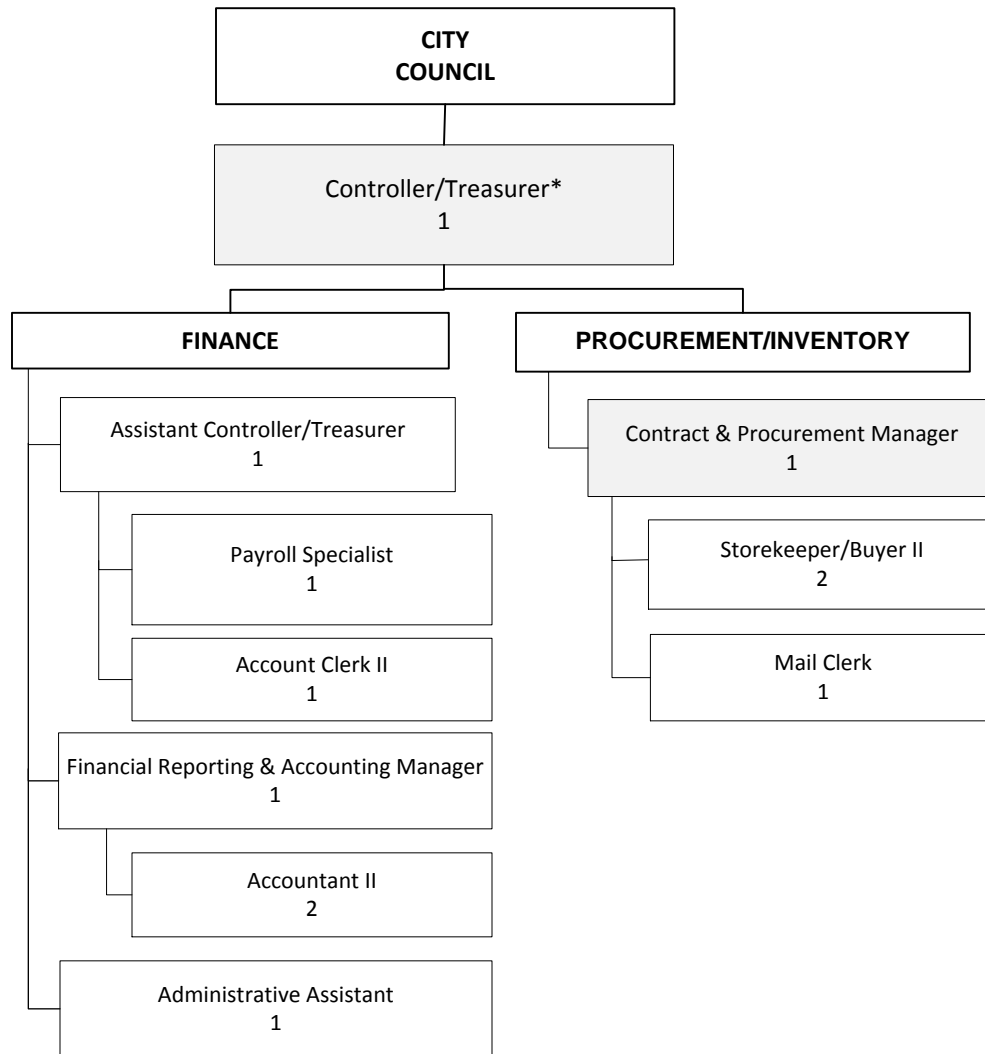 CITY
COUNCIL
Controller/Treasurer*
1
FINANCE
Assistant Controller/Treasurer
1
Payroll Specialist
1
Account Clerk II
1
Financial Reporting & Accounting Manager
1
Accountant II
2
Administrative Assistant
1
PROCUREMENT/INVENTORY
Contract & Procurement Manager
1
Storekeeper/Buyer II
2
Mail Clerk
1